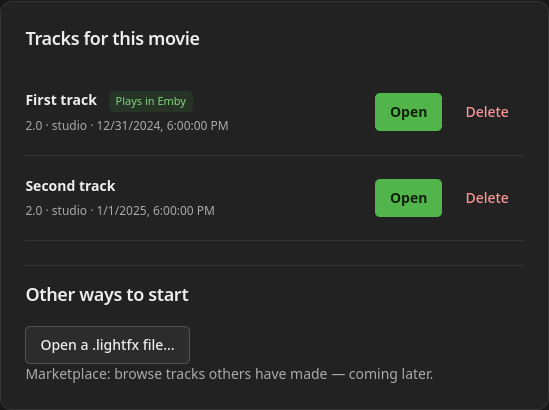 Tracks for this movie
First track Plays in Emby
2.0 · studio · 12/31/2024, 6:00:00 PM
Open
Delete
Second track
2.0 · studio · 1/1/2025, 6:00:00 PM
Open
Delete
Other ways to start
Open a .lightfx file...
Marketplace: browse tracks others have made — coming later.